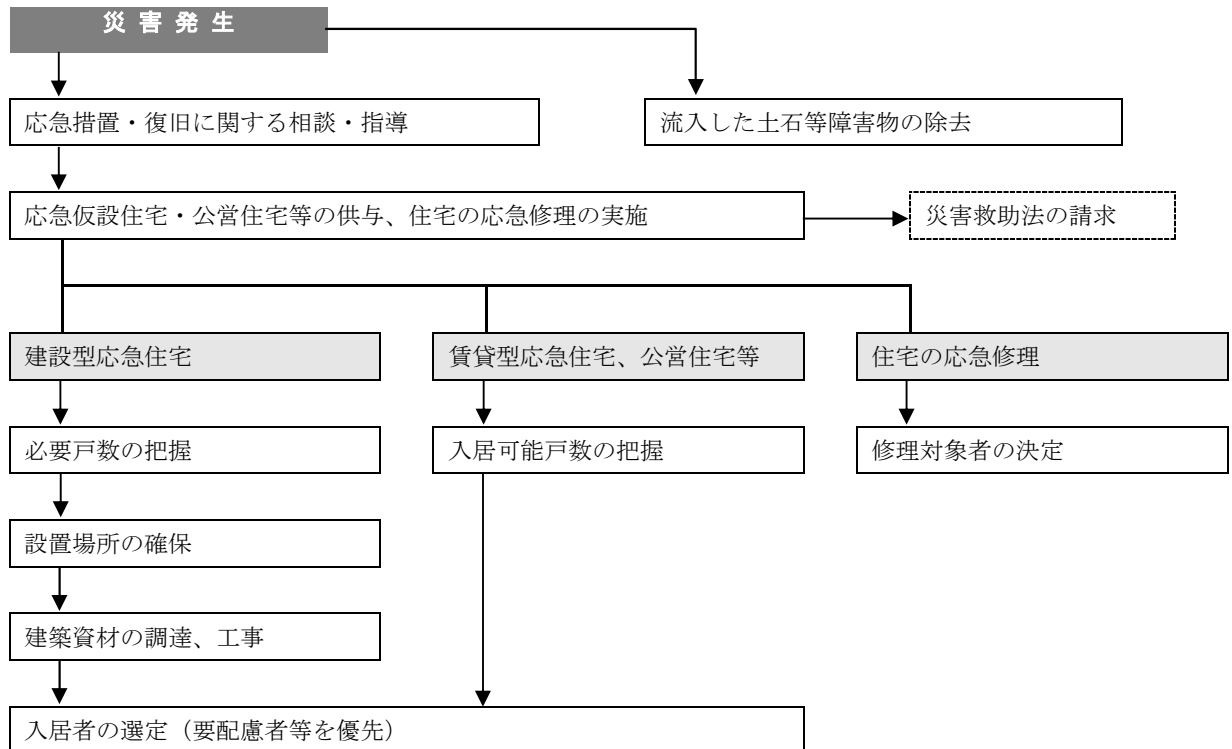 災 害 発 生
応急措置・復旧に関する相談・指導
流入した土石等障害物の除去
応急仮設住宅・公営住宅等の供与、住宅の応急修理の実施
災害救助法の請求
建設型応急住宅
賃貸型応急住宅、公営住宅等
住宅の応急修理
必要戸数の把握
入居可能戸数の把握
修理対象者の決定
設置場所の確保
建築資材の調達、工事
入居者の選定（要配慮者等を優先）